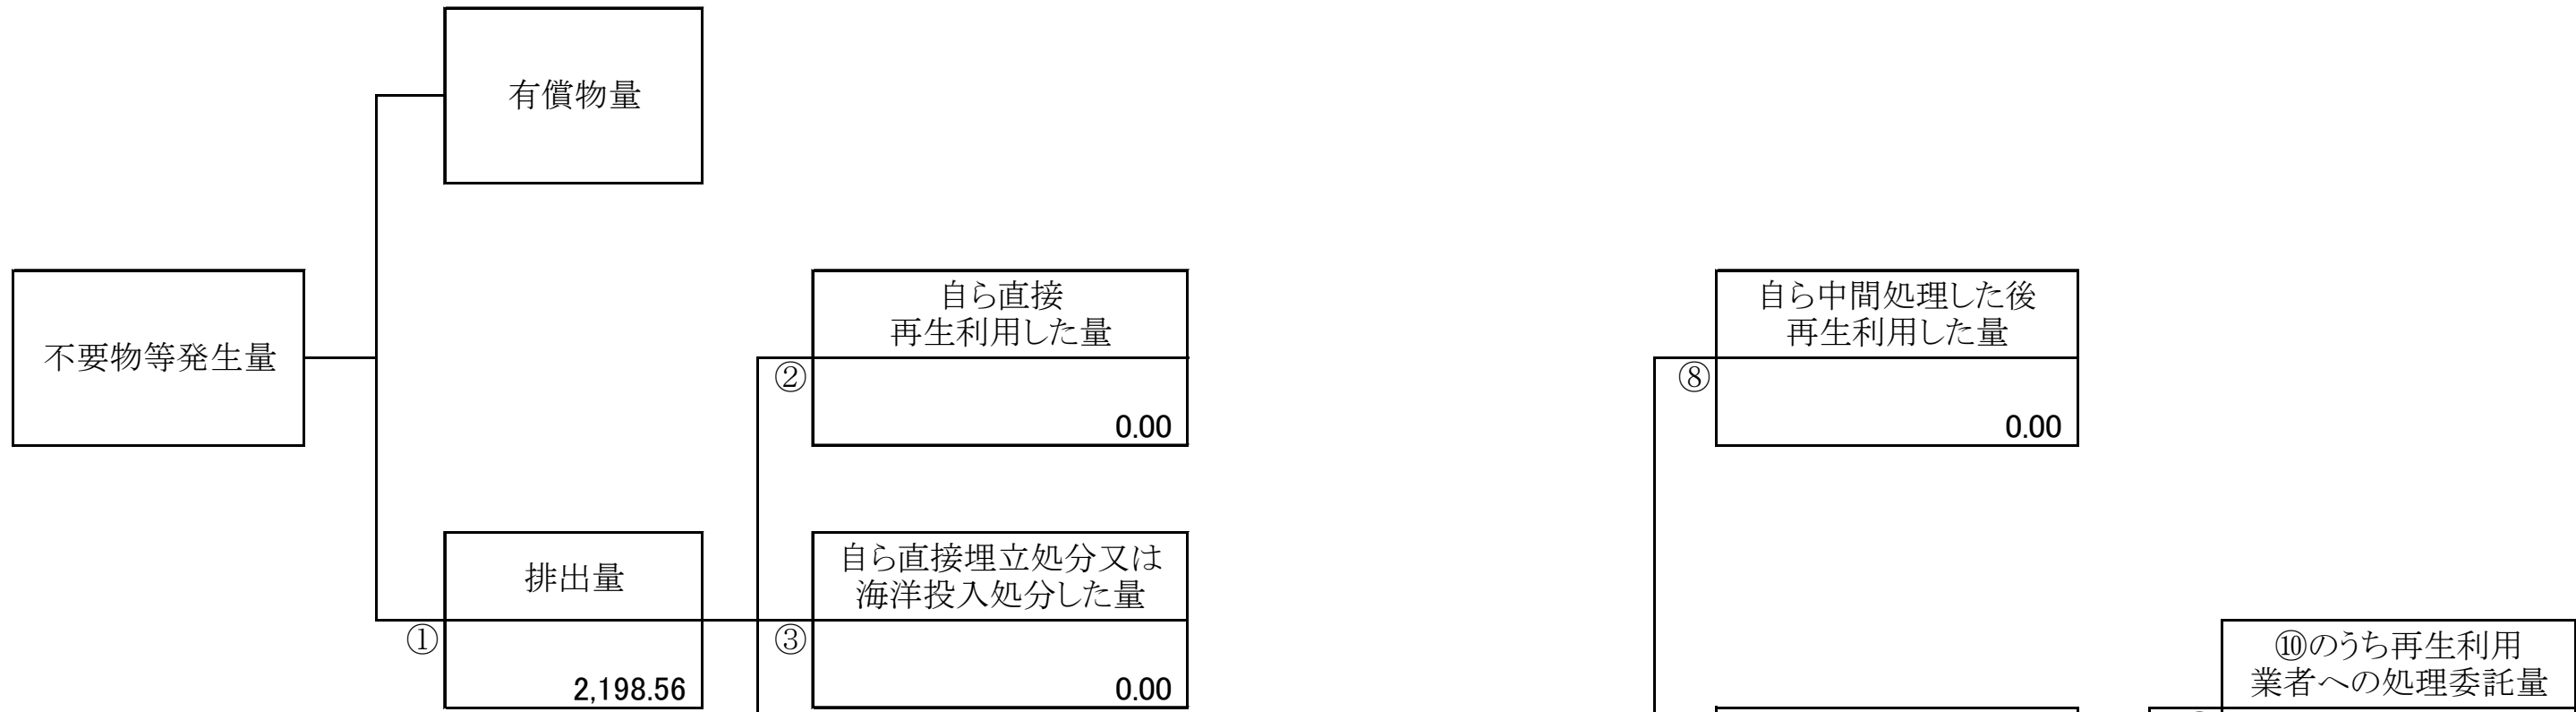 有償物量
不要物等発生量
自ら直接
再生利用した量
②
0.00
自ら中間処理した後
再生利用した量
⑧
0.00
排出量
①
2,198.56
自ら直接埋立処分又は
海洋投入処分した量
③
0.00
⑩のうち再生利用
業者への処理委託量